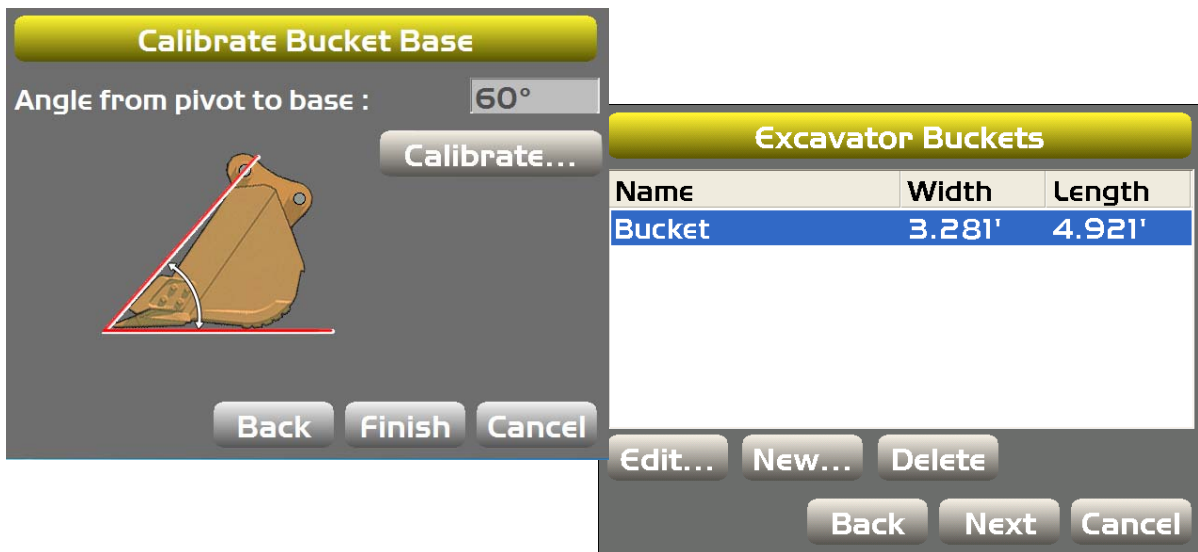 Calibrate Bucket Base
Angle from pivot to base : 60°
Calibrate...
Back Finish Cancel
Excavator Buckets
Name Width Length
Bucket 3.281' 4.921'
Edit... New... Delete
Back Next Cancel